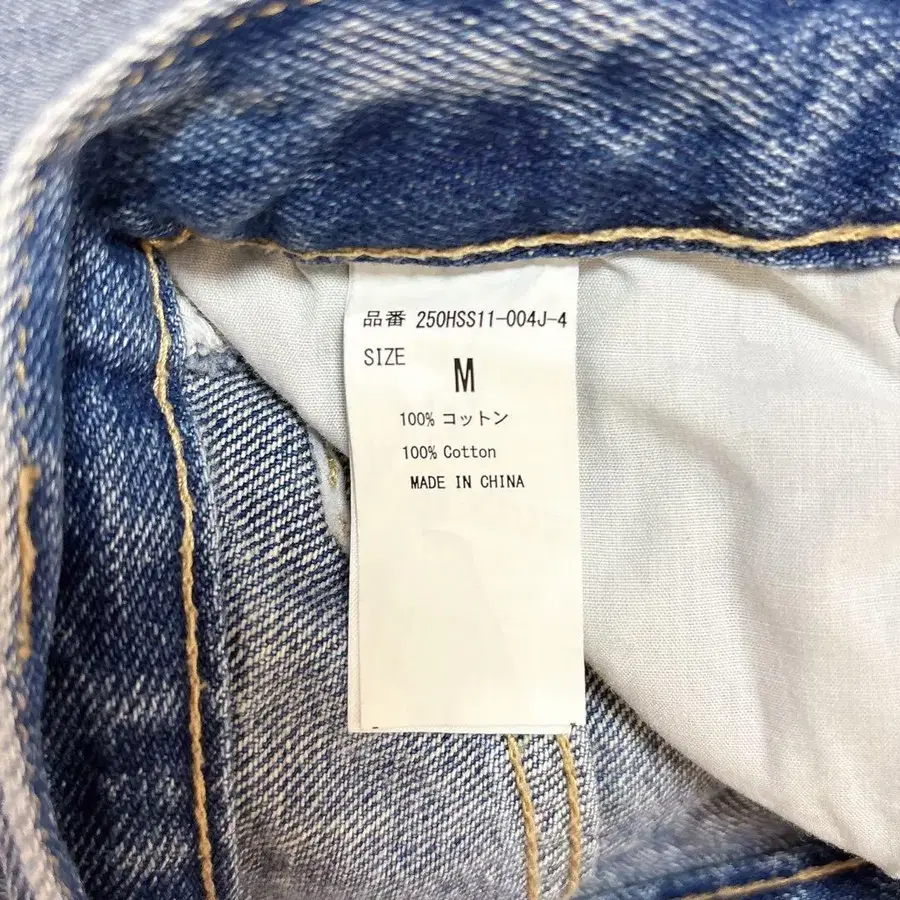 品番 250HSS11-004J-4
SIZE
M
100% コットン
100% Cotton
MADE IN CHINA